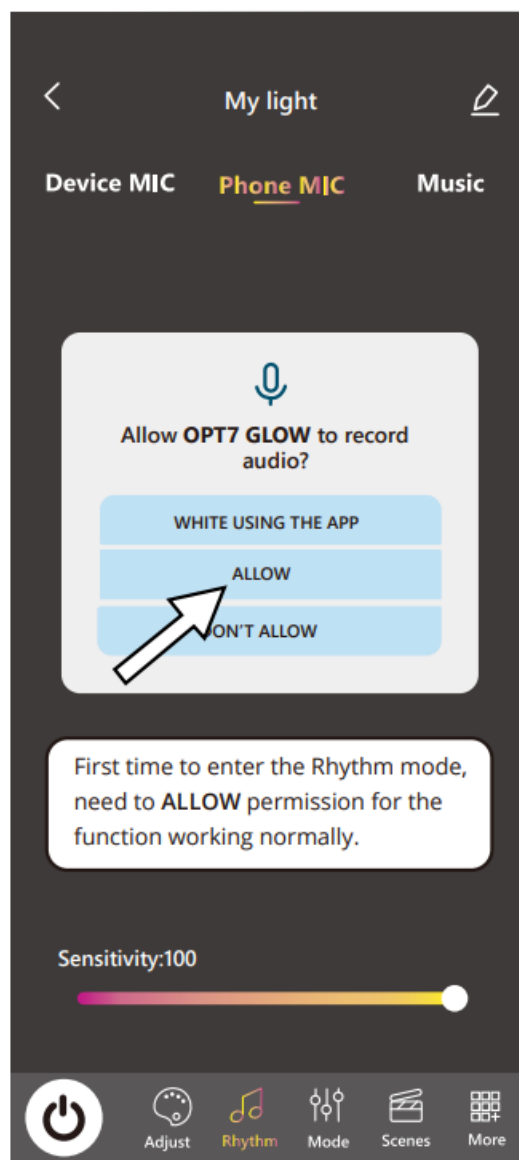 My light
Device MIC Phone MIC Music
Allow OPT7 GLOW to record
audio?
WHITE USING THE APP
ALLOW
DON'T ALLOW
First time to enter the Rhythm mode,
need to ALLOW permission for the
function working normally.
Sensitivity:100
Adjust Rhythm Mode Scenes More